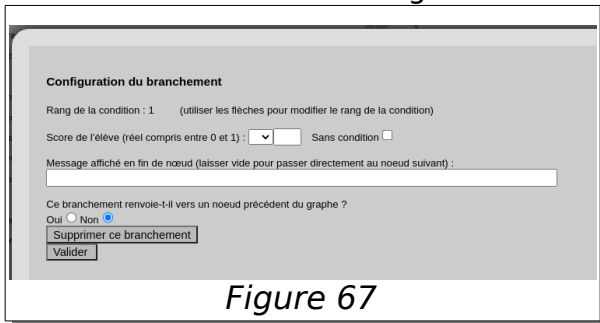 Configuration du branchement
Rang de la condition : 1 (utiliser les flèches pour modifier le rang de la condition)
Score de l'élève (réel compris entre 0 et 1) : Sans condition
Message affiché en fin de nœud (laisser vide pour passer directement au noeud suivant) :
Ce branchement renvoie-t-il vers un noeud précédent du graphe ?
Oui Non
Supprimer ce branchement
Valider
Figure 67